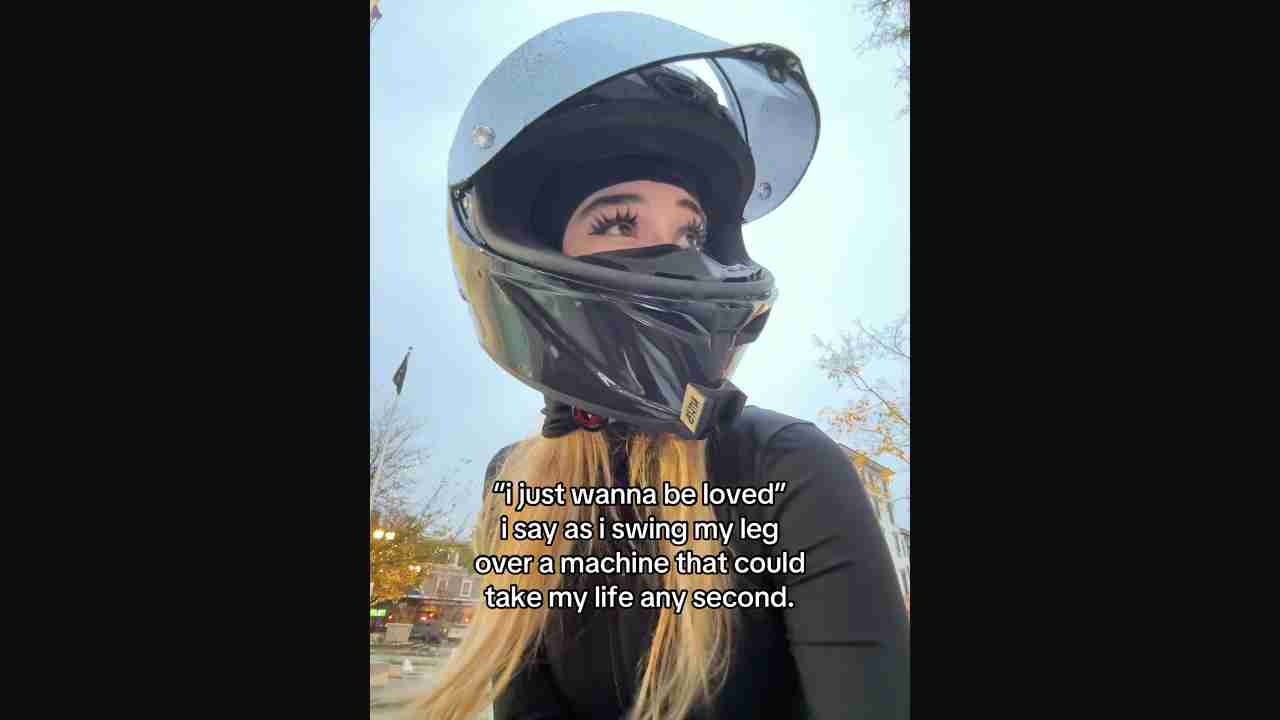 “i just wanna be loved”
i say as i swing my leg
over a machine that could
take my life any second.